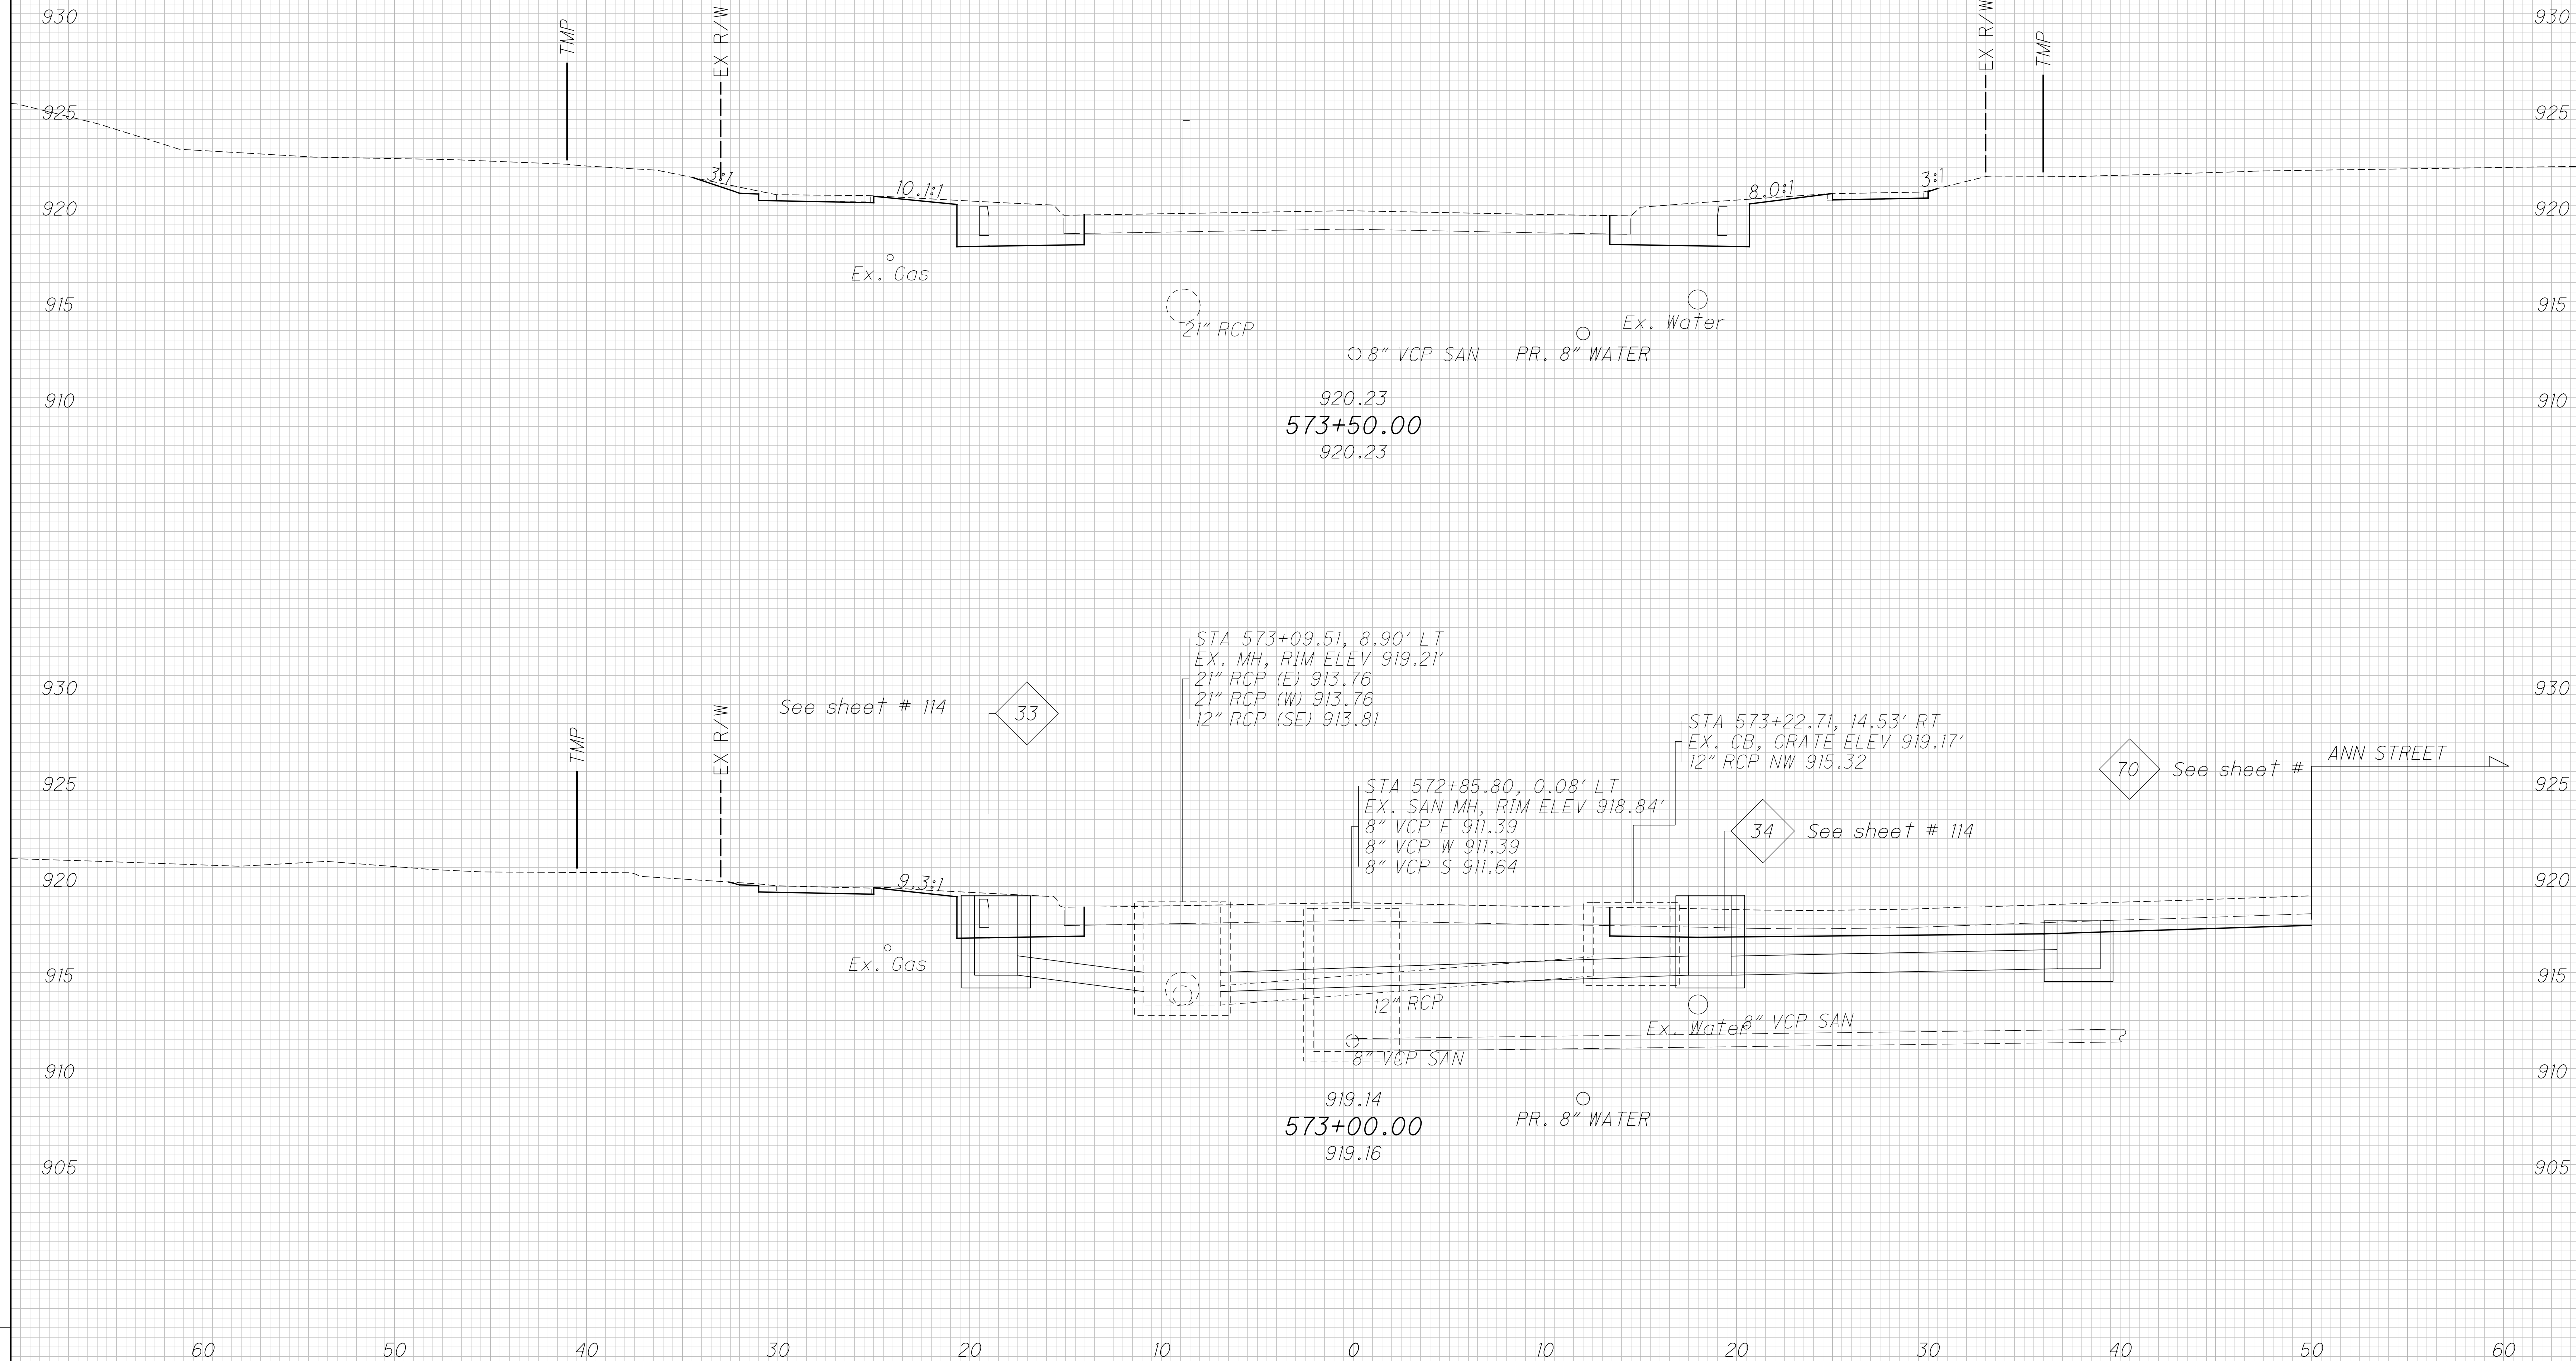 930
TMP
EX R/W
EX R/W
TMP
930
925
925
3:1
10.1:1
8.0:1
3:1
920
920
Ex. Gas
915
21" RCP
Ex. Water
915
8" VCP SAN
PR. 8" WATER
910
920.23
910
573+50.00
920.23
STA 573+09.51, 8.90' LT
EX. MH, RIM ELEV 919.21'
21" RCP (E) 913.76
21" RCP (W) 913.76
12" RCP (SE) 913.81
930
See sheet # 114
33
930
TMP
EX R/W
STA 573+22.71, 14.53' RT
EX. CB, GRATE ELEV 919.17'
12" RCP NW 915.32
ANN STREET
70
See sheet #
925
925
STA 572+85.80, 0.08' LT
EX. SAN MH, RIM ELEV 918.84'
8" VCP E 911.39
8" VCP W 911.39
8" VCP S 911.64
34
See sheet # 114
920
9.3:1
920
Ex. Gas
915
915
12" RCP
Ex. Water
8" VCP SAN
8" VCP SAN
910
910
919.14
573+00.00
919.16
PR. 8" WATER
905
905
60 50 40 30 20 10 0 10 20 30 40 50 60